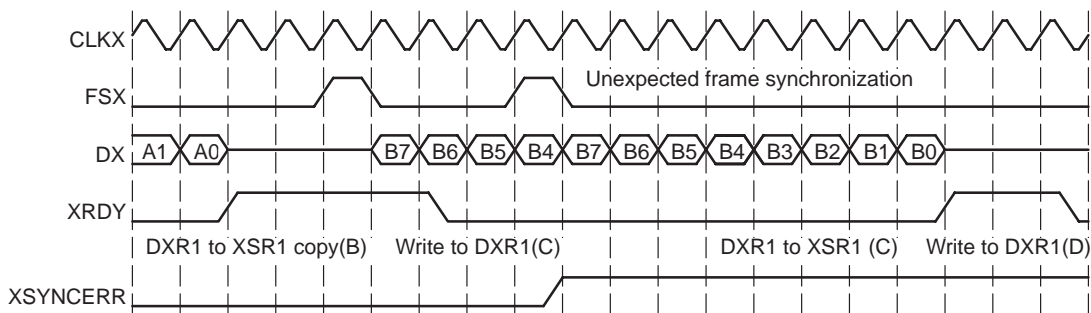 CLKX
Unexpected frame synchronization
FSX
DX A1 A0 B7 B6 B5 B4 B7 B6 B5 B4 B3 B2 B1 B0
XRDY
DXR1 to XSR1 copy(B) Write to DXR1(C) DXR1 to XSR1 (C) Write to DXR1(D)
XSYNCERR